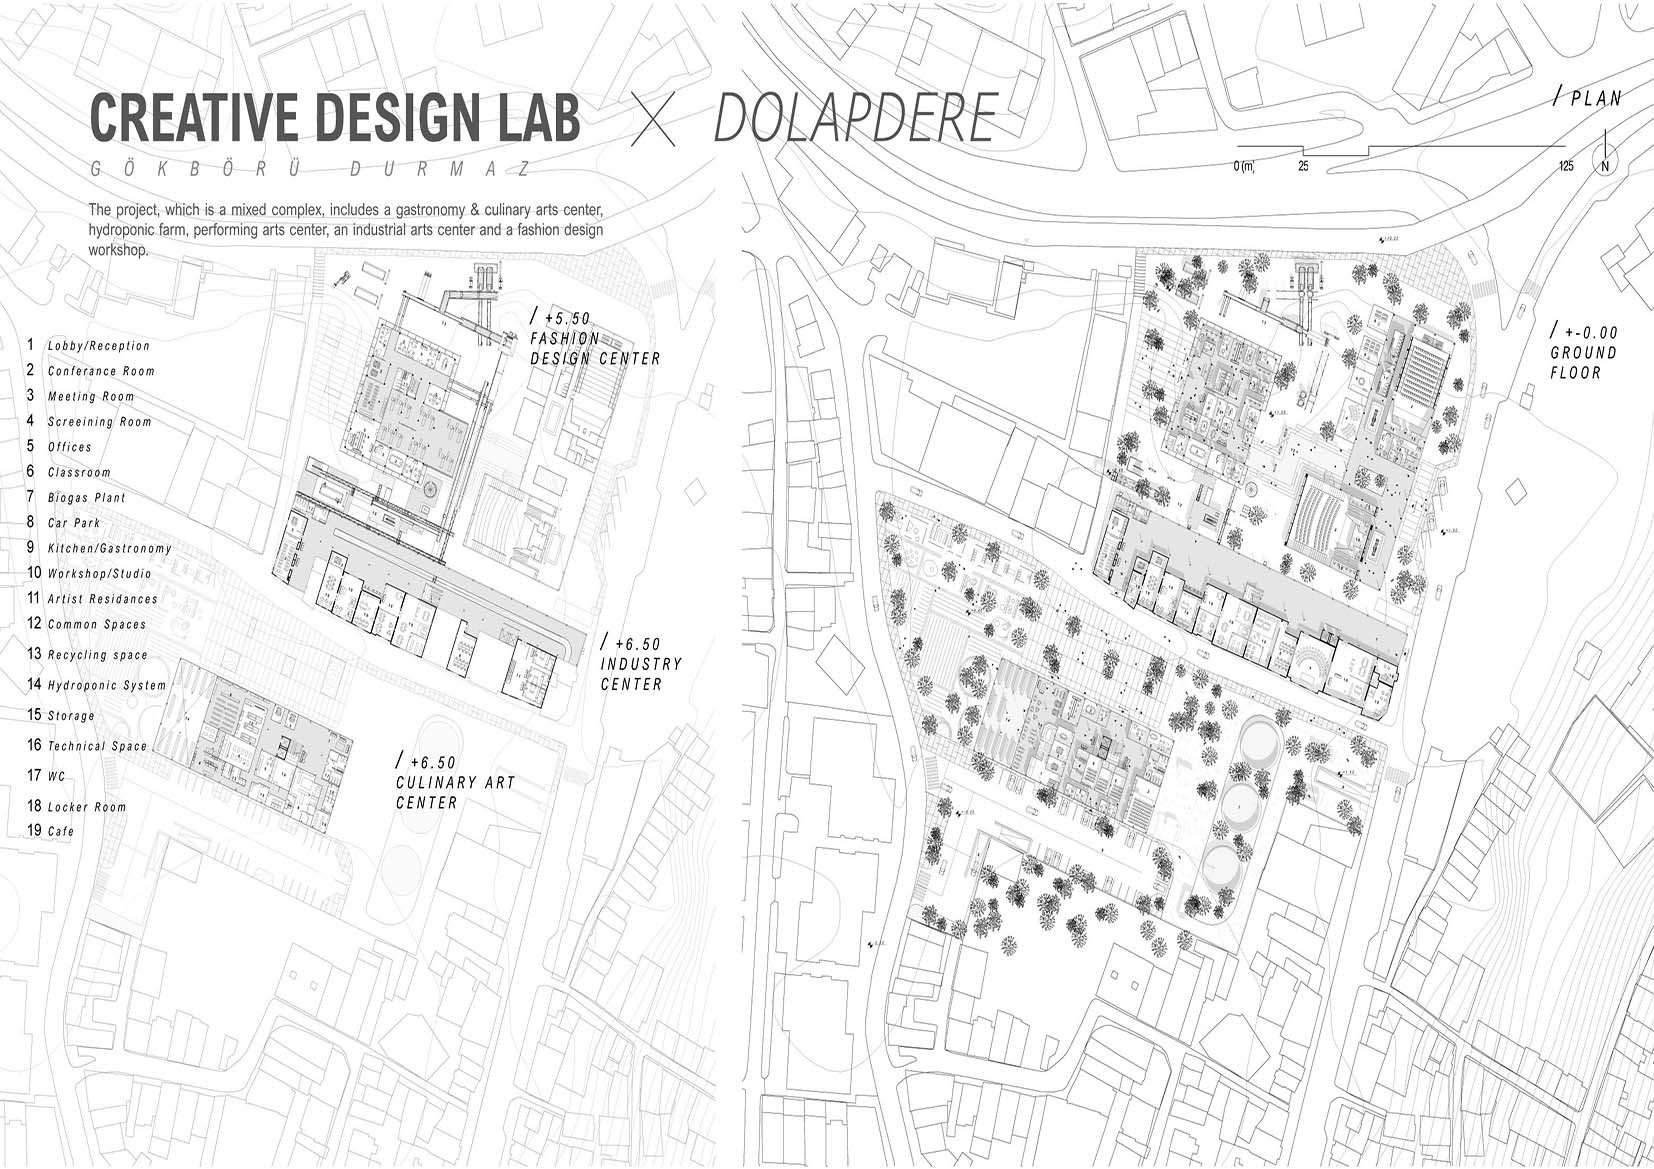 CREATIVE DESIGN LAB X DOLAPDERE
GÖKBÖRÜ DURMAZ
The project, which is a mixed complex, includes a gastronomy & culinary arts center,
hydroponic farm, performing arts center, an industrial arts center and a fashion design
workshop.
/ PLAN
0 (m) 25 125
N
/ +5.50
FASHION
DESIGN CENTER
/ +-0.00
GROUND
FLOOR
1 Lobby/Reception
2 Conferance Room
3 Meeting Room
4 Screeining Room
5 Offices
6 Classroom
7 Biogas Plant
8 Car Park
9 Kitchen/Gastronomy
10 Workshop/Studio
11 Artist Residances
12 Common Spaces
13 Recycling space
14 Hydroponic System
15 Storage
16 Technical Space
17 WC
18 Locker Room
19 Cafe
/ +6.50
INDUSTRY
CENTER
/ +6.50
CULINARY ART
CENTER